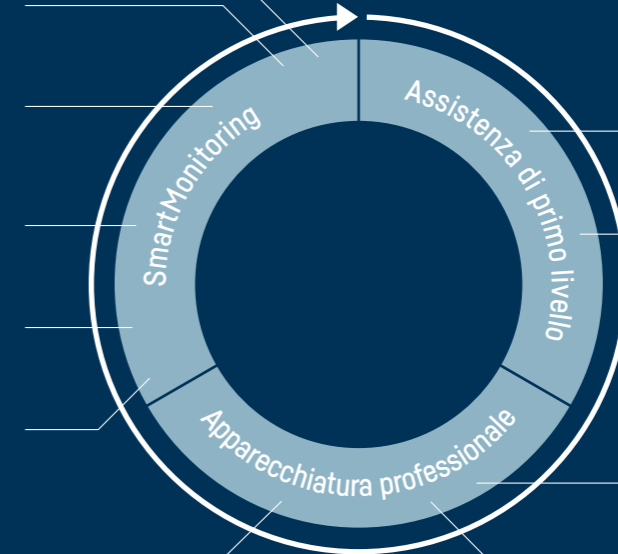 SmartMonitoring
Assistenza di primo livello
Apparecchiatura professionale